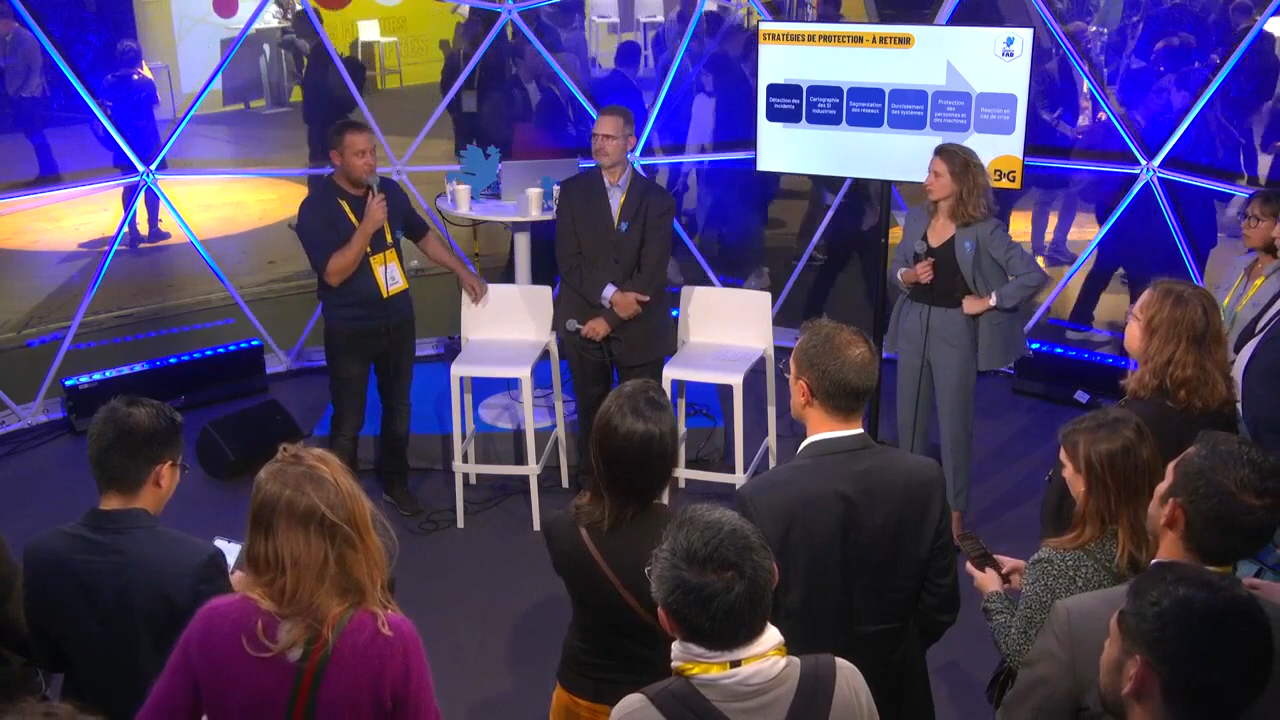 STRATÉGIES DE PROTECTION – À RETENIR
FAB
Détection des
incidents
Cartographie
des SI
industriels
Segmentation
des réseaux
Durcissement
des systèmes
Protection
des
personnes et
des machines
Réaction en
cas de crise
BIG